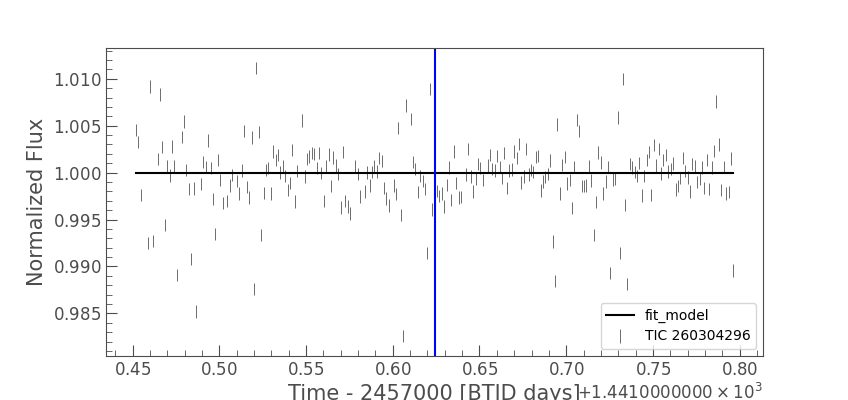 Normalized Flux
1.010
1.005
1.000
0.995
0.990
0.985
0.45 0.50 0.55 0.60 0.65 0.70 0.75 0.80
fit_model
TIC 260304296
Time - 2457000 [BTJD days]
+1.4410000000 × 10³